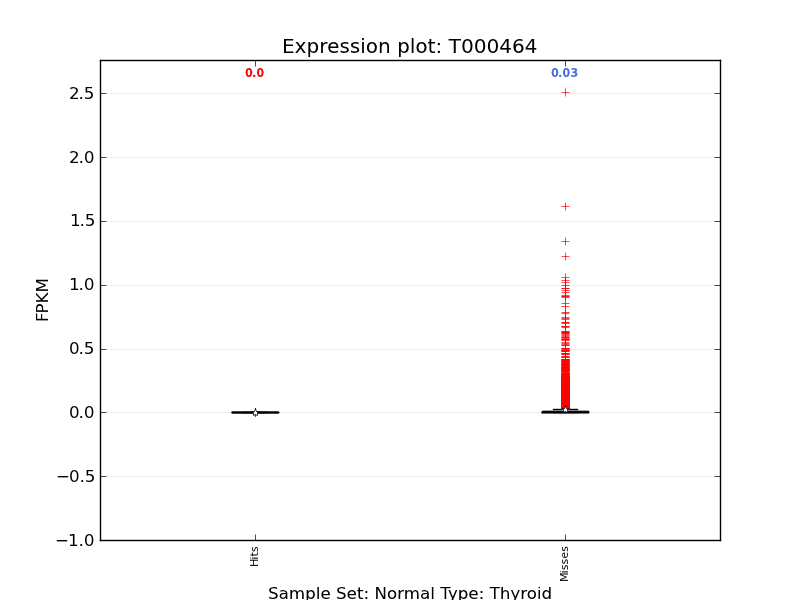 Expression plot: T000464
0.0
0.03
2.5
2.0
1.5
1.0
0.5
0.0
−0.5
−1.0
FPKM
Hits
Misses
Sample Set: Normal Type: Thyroid